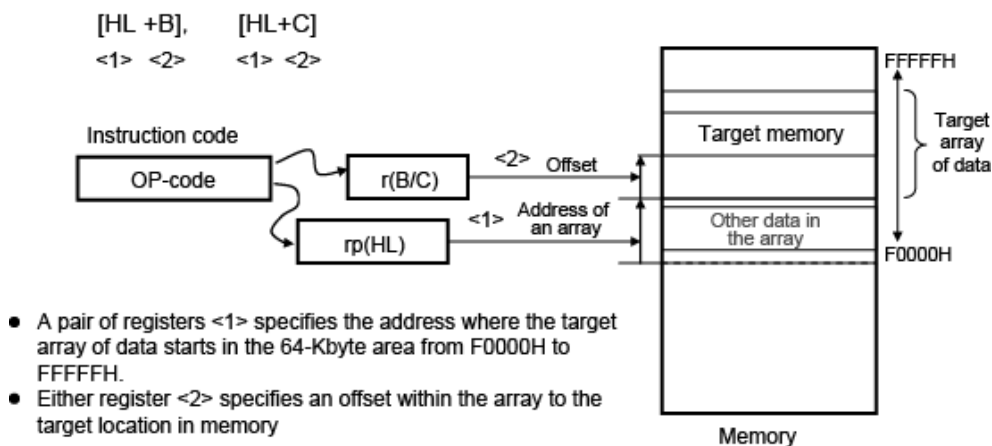 [HL +B], [HL+C]
<1> <2> <1> <2>
Instruction code
OP-code
r(B/C)
<2> Offset
rp(HL)
<1> Address of
an array
FFFFFH
Target memory
Target
array
of data
Other data in
the array
F0000H
● A pair of registers <1> specifies the address where the target
array of data starts in the 64-Kbyte area from F0000H to
FFFFFH.
● Either register <2> specifies an offset within the array to the
target location in memory
Memory